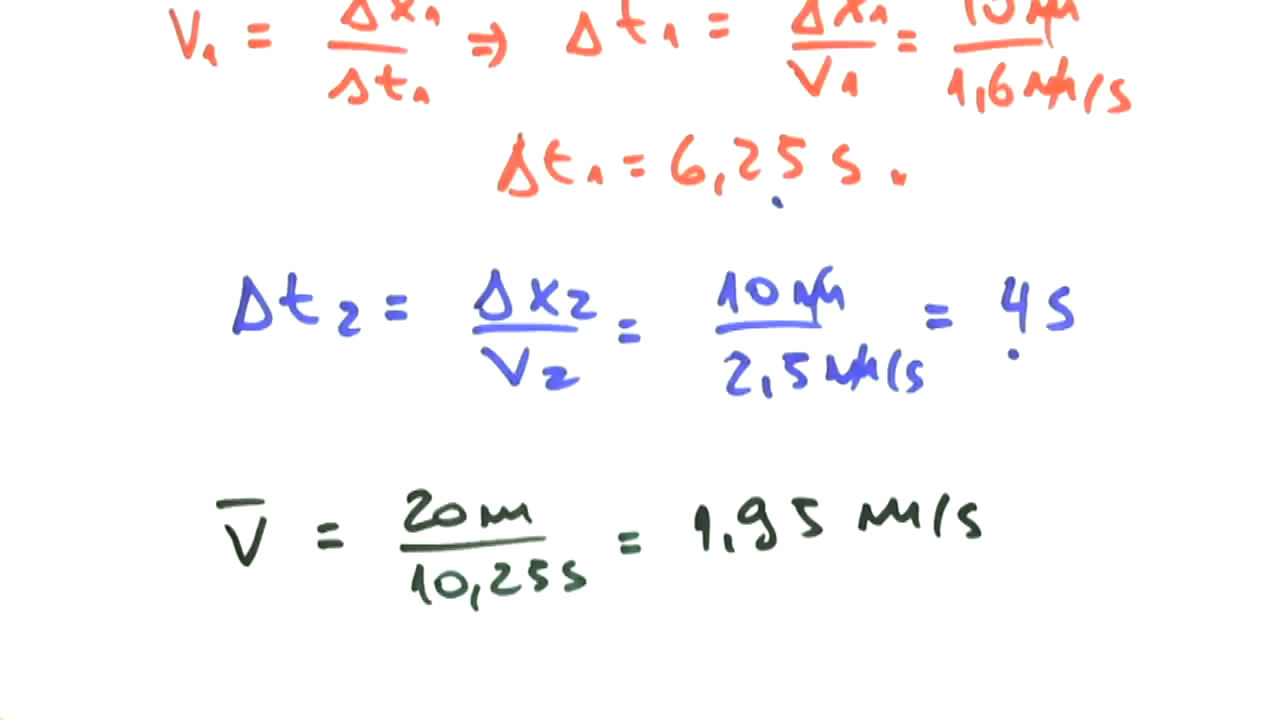 V₁ = Δx₁/Δt₁ ⇒ Δt₁ = Δx₁/V₁ = 10 m/1,6 m/s
Δt₁ = 6,25 s.
Δt₂ = Δx₂/V₂ = 10 m/2,5 m/s = 4 s
V̅ = 20 m/10,25 s = 1,95 m/s